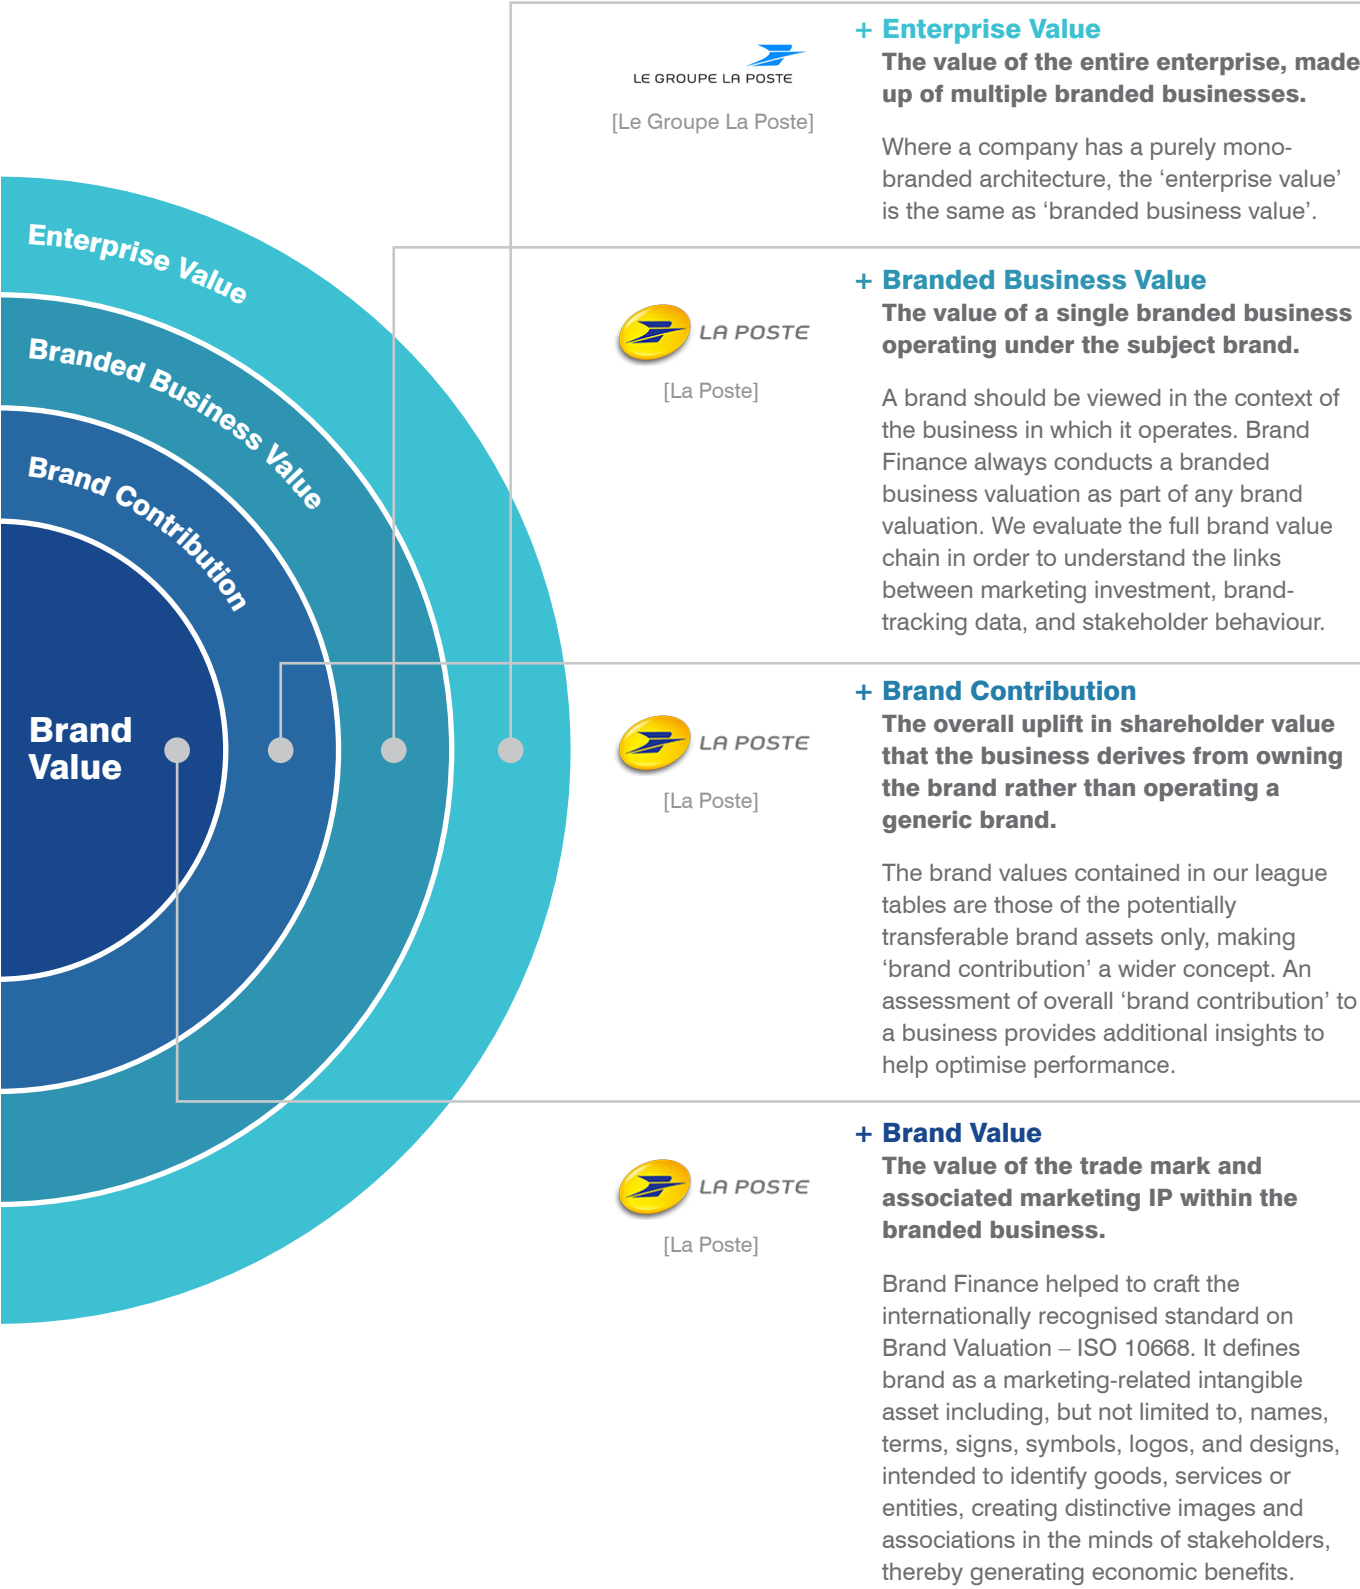 Enterprise Value
Branded Business Value
Brand Contribution
Brand
Value
LE GROUPE LA POSTE
[Le Groupe La Poste]
+ Enterprise Value
The value of the entire enterprise, made
up of multiple branded businesses.
Where a company has a purely mono-
branded architecture, the ‘enterprise value’
is the same as ‘branded business value’.
LA POSTE
[La Poste]
+ Branded Business Value
The value of a single branded business
operating under the subject brand.
A brand should be viewed in the context of
the business in which it operates. Brand
Finance always conducts a branded
business valuation as part of any brand
valuation. We evaluate the full brand value
chain in order to understand the links
between marketing investment, brand-
tracking data, and stakeholder behaviour.
LA POSTE
[La Poste]
+ Brand Contribution
The overall uplift in shareholder value
that the business derives from owning
the brand rather than operating a
generic brand.
The brand values contained in our league
tables are those of the potentially
transferable brand assets only, making
‘brand contribution’ a wider concept. An
assessment of overall ‘brand contribution’ to
a business provides additional insights to
help optimise performance.
LA POSTE
[La Poste]
+ Brand Value
The value of the trade mark and
associated marketing IP within the
branded business.
Brand Finance helped to craft the
internationally recognised standard on
Brand Valuation – ISO 10668. It defines
brand as a marketing-related intangible
asset including, but not limited to, names,
terms, signs, symbols, logos, and designs,
intended to identify goods, services or
entities, creating distinctive images and
associations in the minds of stakeholders,
thereby generating economic benefits.